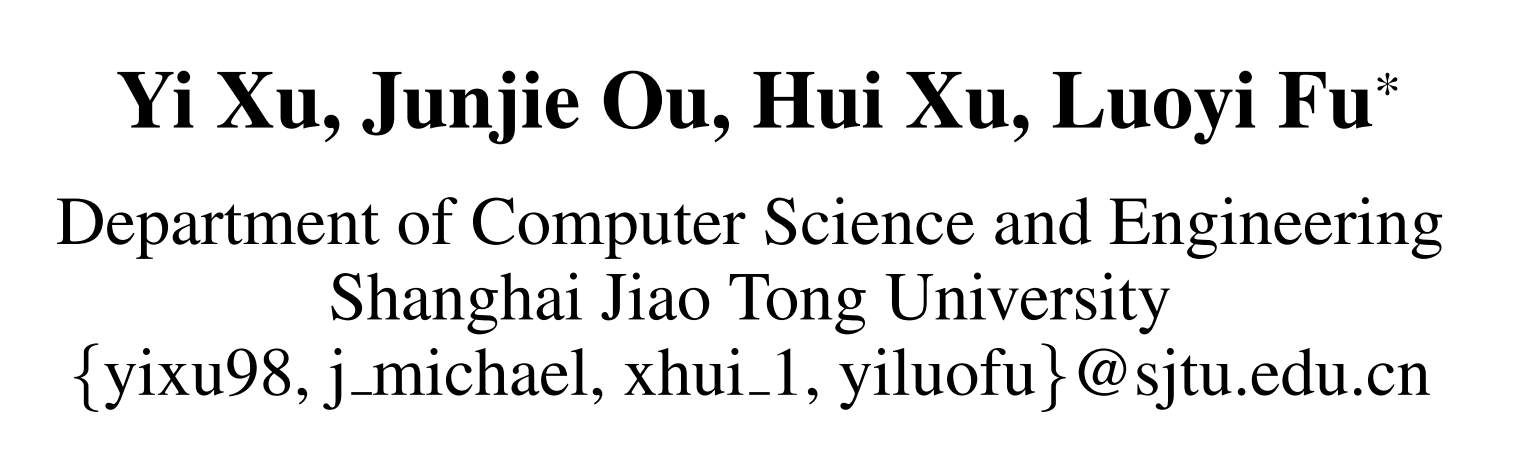 Yi Xu, Junjie Ou, Hui Xu, Luoyi Fu*
Department of Computer Science and Engineering
Shanghai Jiao Tong University
{yixu98, j_michael, xhui_1, yiluofu}@sjtu.edu.cn